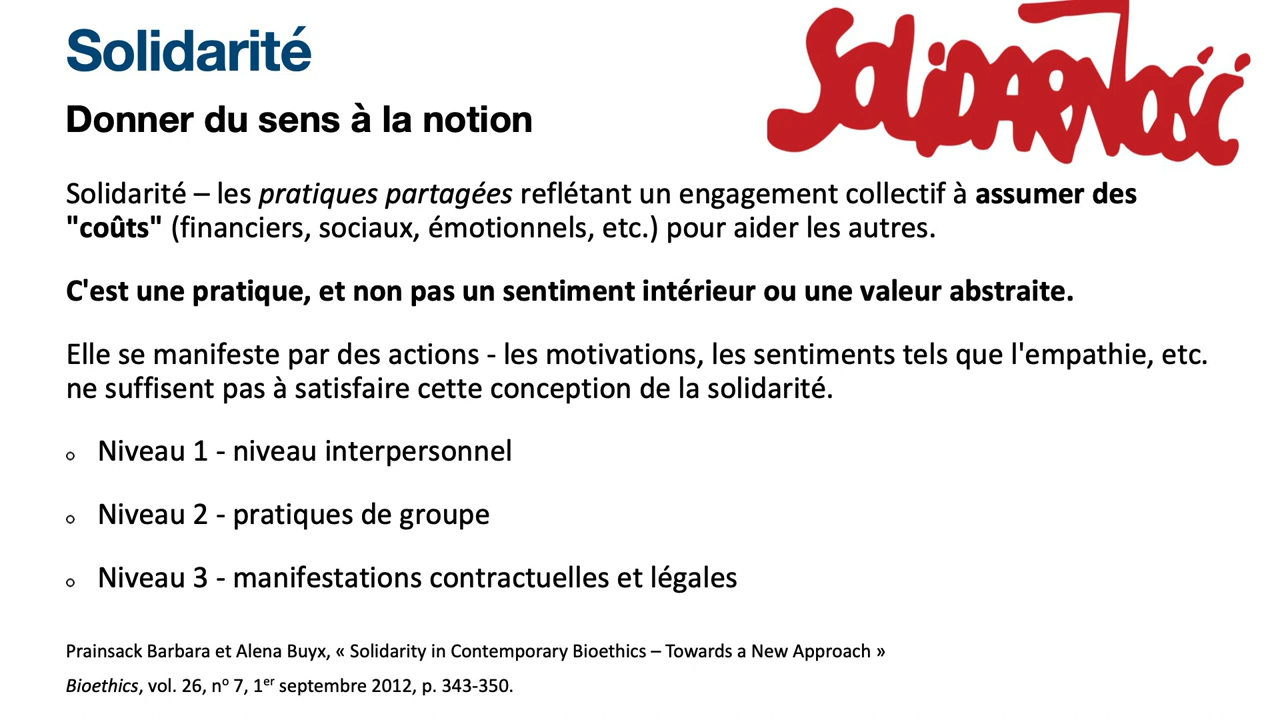 Solidarité
SOLIDARNOŚĆ
Donner du sens à la notion
Solidarité – les pratiques partagées reflétant un engagement collectif à assumer des
"coûts" (financiers, sociaux, émotionnels, etc.) pour aider les autres.
C'est une pratique, et non pas un sentiment intérieur ou une valeur abstraite.
Elle se manifeste par des actions - les motivations, les sentiments tels que l'empathie, etc.
ne suffisent pas à satisfaire cette conception de la solidarité.
Niveau 1 - niveau interpersonnel
Niveau 2 - pratiques de groupe
Niveau 3 - manifestations contractuelles et légales
Prainsack Barbara et Alena Buyx, « Solidarity in Contemporary Bioethics – Towards a New Approach »
Bioethics, vol. 26, nº 7, 1er septembre 2012, p. 343-350.